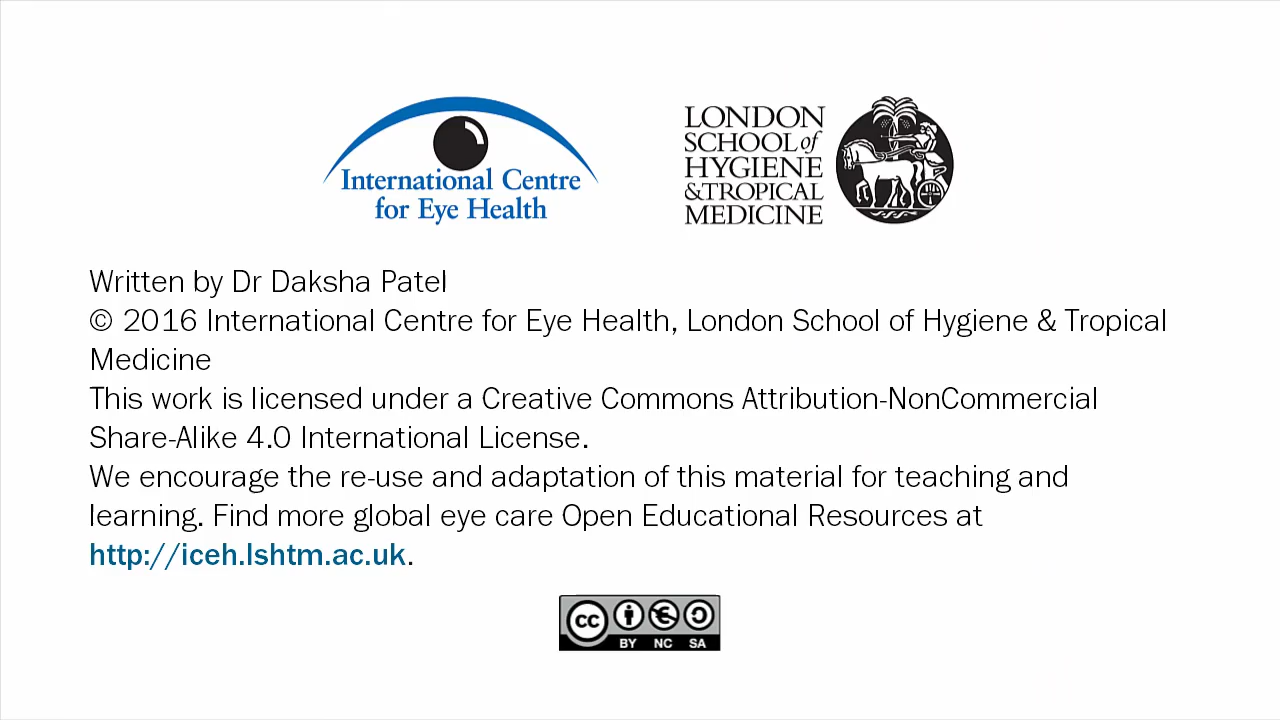 International Centre
for Eye Health
LONDON
SCHOOL of
HYGIENE
& TROPICAL
MEDICINE
Written by Dr Daksha Patel
© 2016 International Centre for Eye Health, London School of Hygiene & Tropical
Medicine
This work is licensed under a Creative Commons Attribution-NonCommercial
Share-Alike 4.0 International License.
We encourage the re-use and adaptation of this material for teaching and
learning. Find more global eye care Open Educational Resources at
http://iceh.lshtm.ac.uk.
cc
BY NC SA